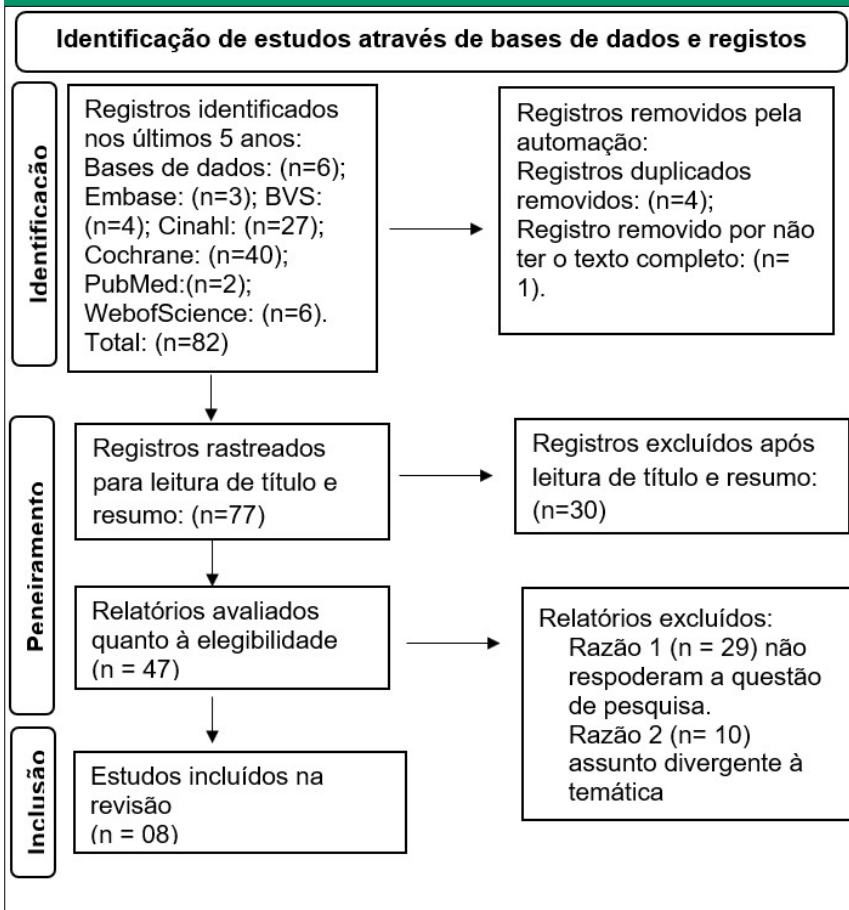 Identificação de estudos através de bases de dados e registos
Identificação
Registros identificados
nos últimos 5 anos:
Bases de dados: (n=6);
Embase: (n=3); BVS:
(n=4); Cinahl: (n=27);
Cochrane: (n=40);
PubMed:(n=2);
WebofScience: (n=6).
Total: (n=82)
Registros removidos pela
automação:
Registros duplicados
removidos: (n=4);
Registro removido por não
ter o texto completo: (n=
1).
Peneiramento
Registros rastreados
para leitura de título e
resumo: (n=77)
Registros excluídos após
leitura de título e resumo:
(n=30)
Relatórios avaliados
quanto à elegibilidade
(n = 47)
Relatórios excluídos:
Razão 1 (n = 29) não
respoderam a questão
de pesquisa.
Razão 2 (n= 10)
assunto divergente à
temática
Inclusão
Estudos incluídos na
revisão
(n = 08)